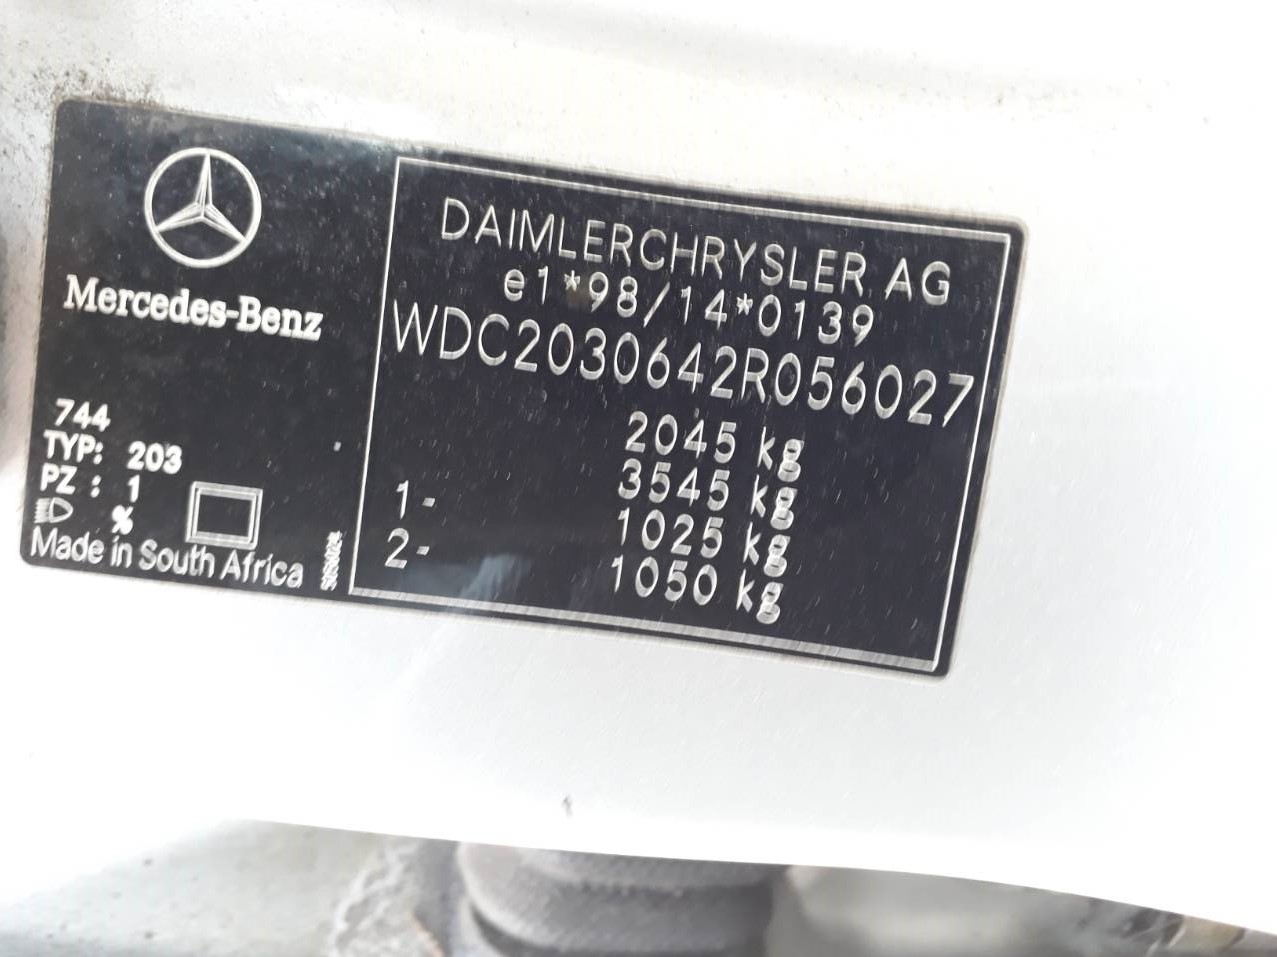 Mercedes-Benz
744
TYP: 203
PZ : 1
%
Made in South Africa
DAIMLERCHRYSLER AG
e1*98/14*0139
WDC2030642R056027
2045 kg
3545 kg
1- 1025 kg
2- 1050 kg